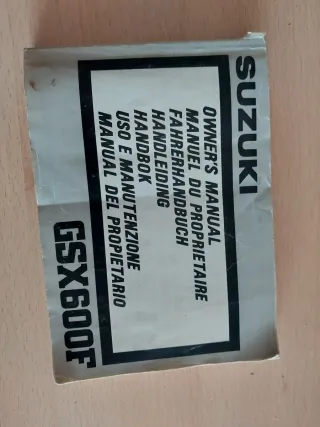 SUZUKI
OWNER'S MANUAL
MANUEL DU PROPRIETAIRE
FAHRERHANDBUCH
HANDLEIDING
HANDBOK
USO E MANUTENZIONE
MANUAL DEL PROPIETARIO
GSX600F